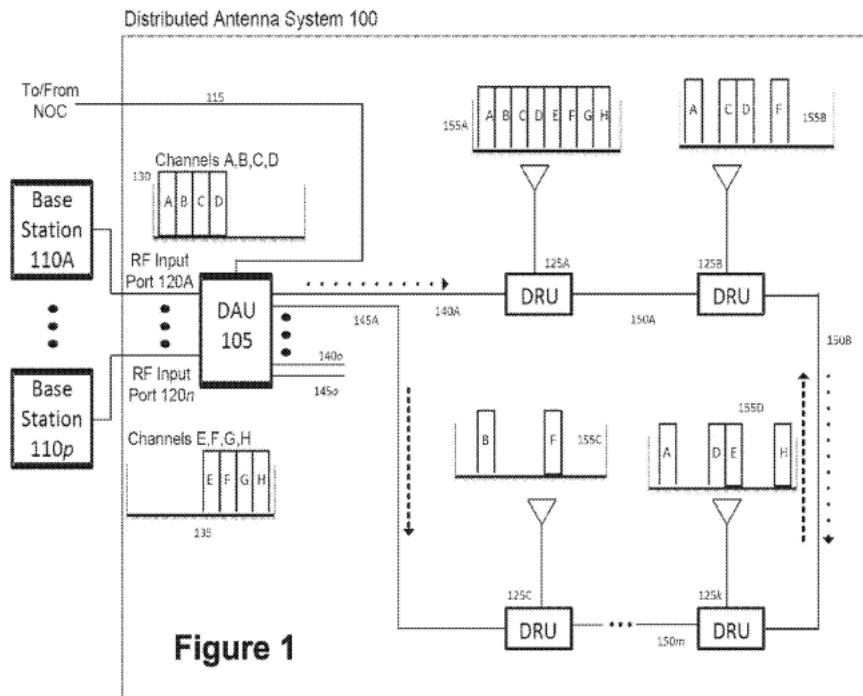 Distributed Antenna System 100
To/From
NOC
115
155A
A B C D E F G H
A C D F
155B
Channels A,B,C,D
130
A B C D
Base
Station
110A
RF Input
Port 120A
DAU
105
125A
DRU
125B
DRU
140A
145A
150A
150B
140o
145o
Base
Station
110p
RF Input
Port 120n
Channels E,F,G,H
E F G H
135
B F
155C
155D
A D E H
125C
DRU
125k
DRU
150m
Figure 1